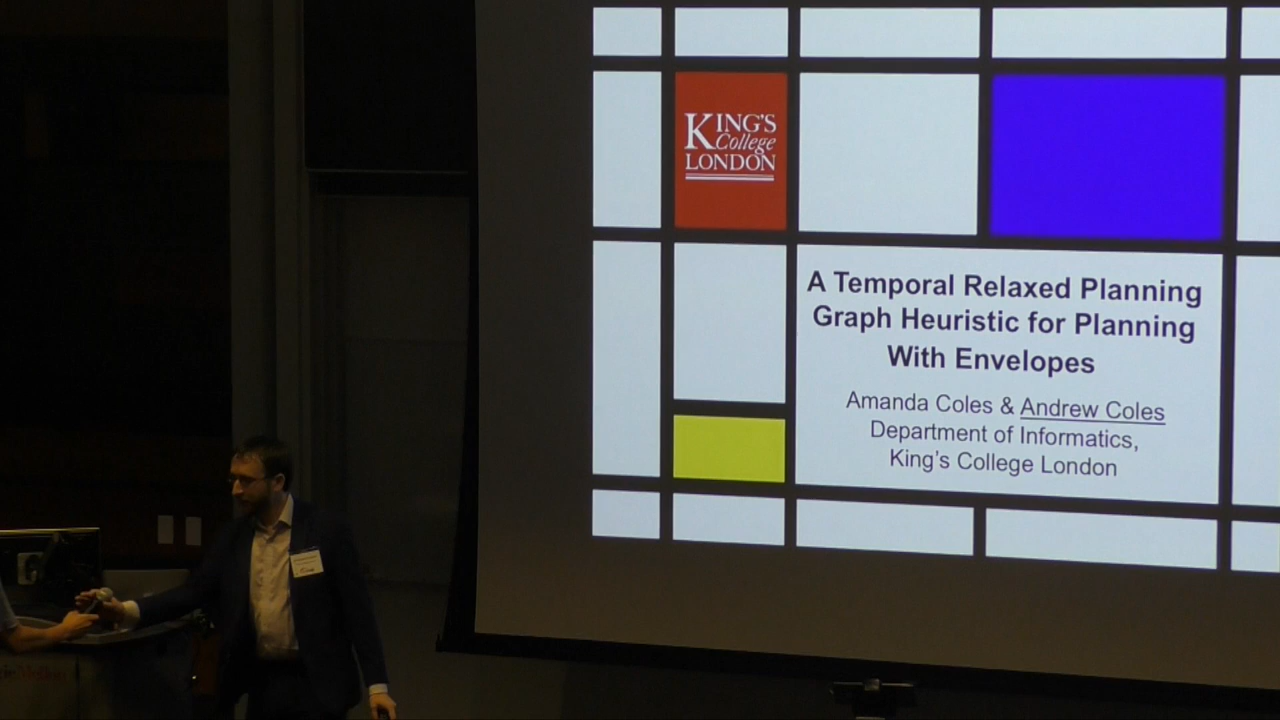 KING'S
College
LONDON
A Temporal Relaxed Planning
Graph Heuristic for Planning
With Envelopes
Amanda Coles & Andrew Coles
Department of Informatics,
King's College London